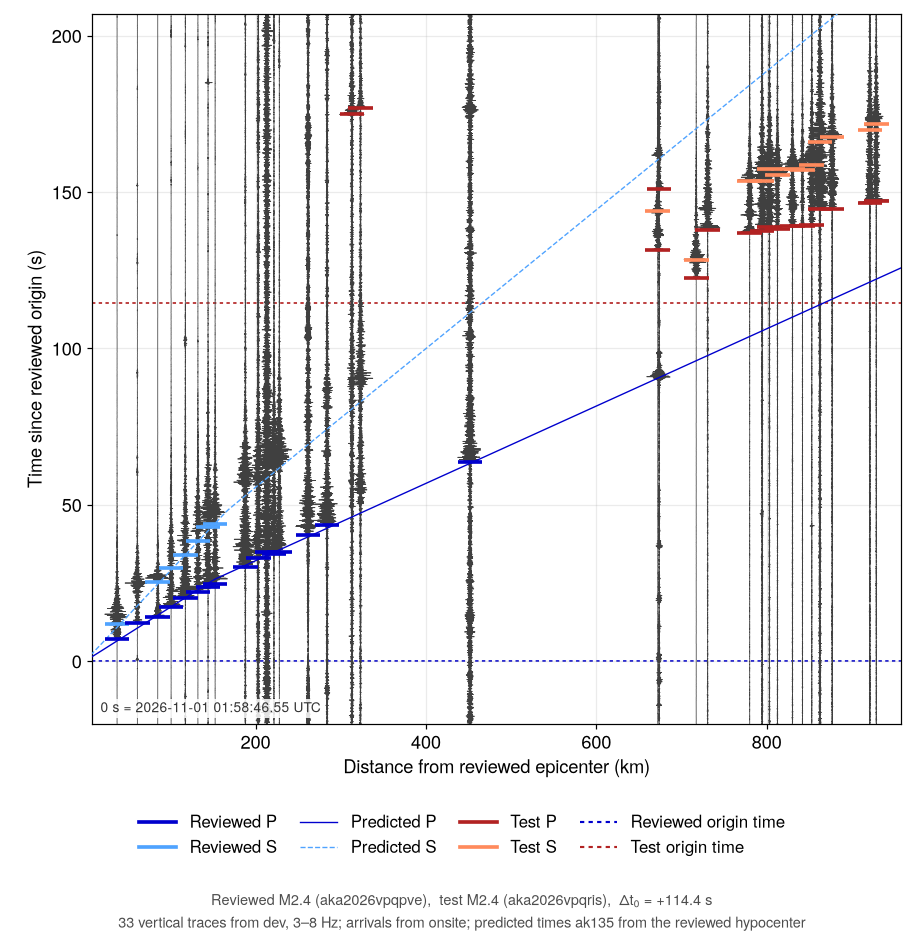 200
150
100
50
0
Time since reviewed origin (s)
0 s = 2026-11-01 01:58:46.55 UTC
200 400 600 800
Distance from reviewed epicenter (km)
Reviewed P Predicted P Test P Reviewed origin time
Reviewed S Predicted S Test S Test origin time
Reviewed M2.4 (aka2026vpqpve), test M2.4 (aka2026vpqris), Δt₀ = +114.4 s
33 vertical traces from dev, 3–8 Hz; arrivals from onsite; predicted times ak135 from the reviewed hypocenter